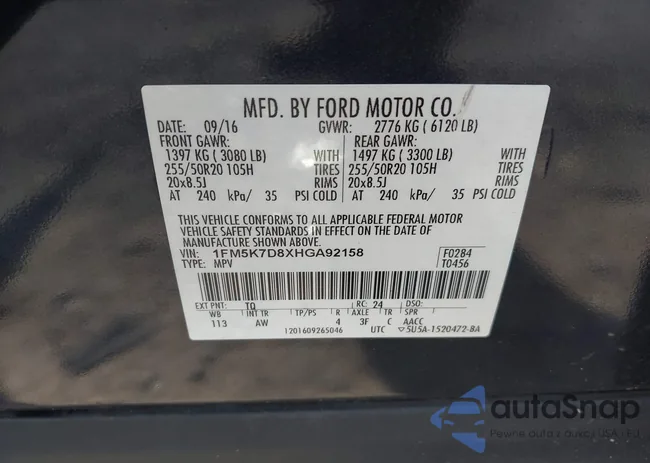 MFD. BY FORD MOTOR CO.
DATE: 09/16 GVWR: 2776 KG ( 6120 LB)
FRONT GAWR: REAR GAWR:
1397 KG ( 3080 LB) WITH 1497 KG ( 3300 LB) WITH
255/50R20 105H TIRES 255/50R20 105H TIRES
20x8.5J RIMS 20x8.5J RIMS
AT 240 kPa/ 35 PSI COLD AT 240 kPa/ 35 PSI COLD
THIS VEHICLE CONFORMS TO ALL APPLICABLE FEDERAL MOTOR
VEHICLE SAFETY STANDARDS IN EFFECT ON THE DATE OF
MANUFACTURE SHOWN ABOVE.
VIN: 1FM5K7D8XHGA92158 F0284
TYPE: MPV T0456
EXT PNT: TQ RC: 24 DSO:
WB INT TR TP/PS R AXLE TR SPR
113 AW 4 3F C AACC
1201609265046 UTC ▽5U5A-1520472-BA
autoSnap
Pewne auta z aukcji USA i EU